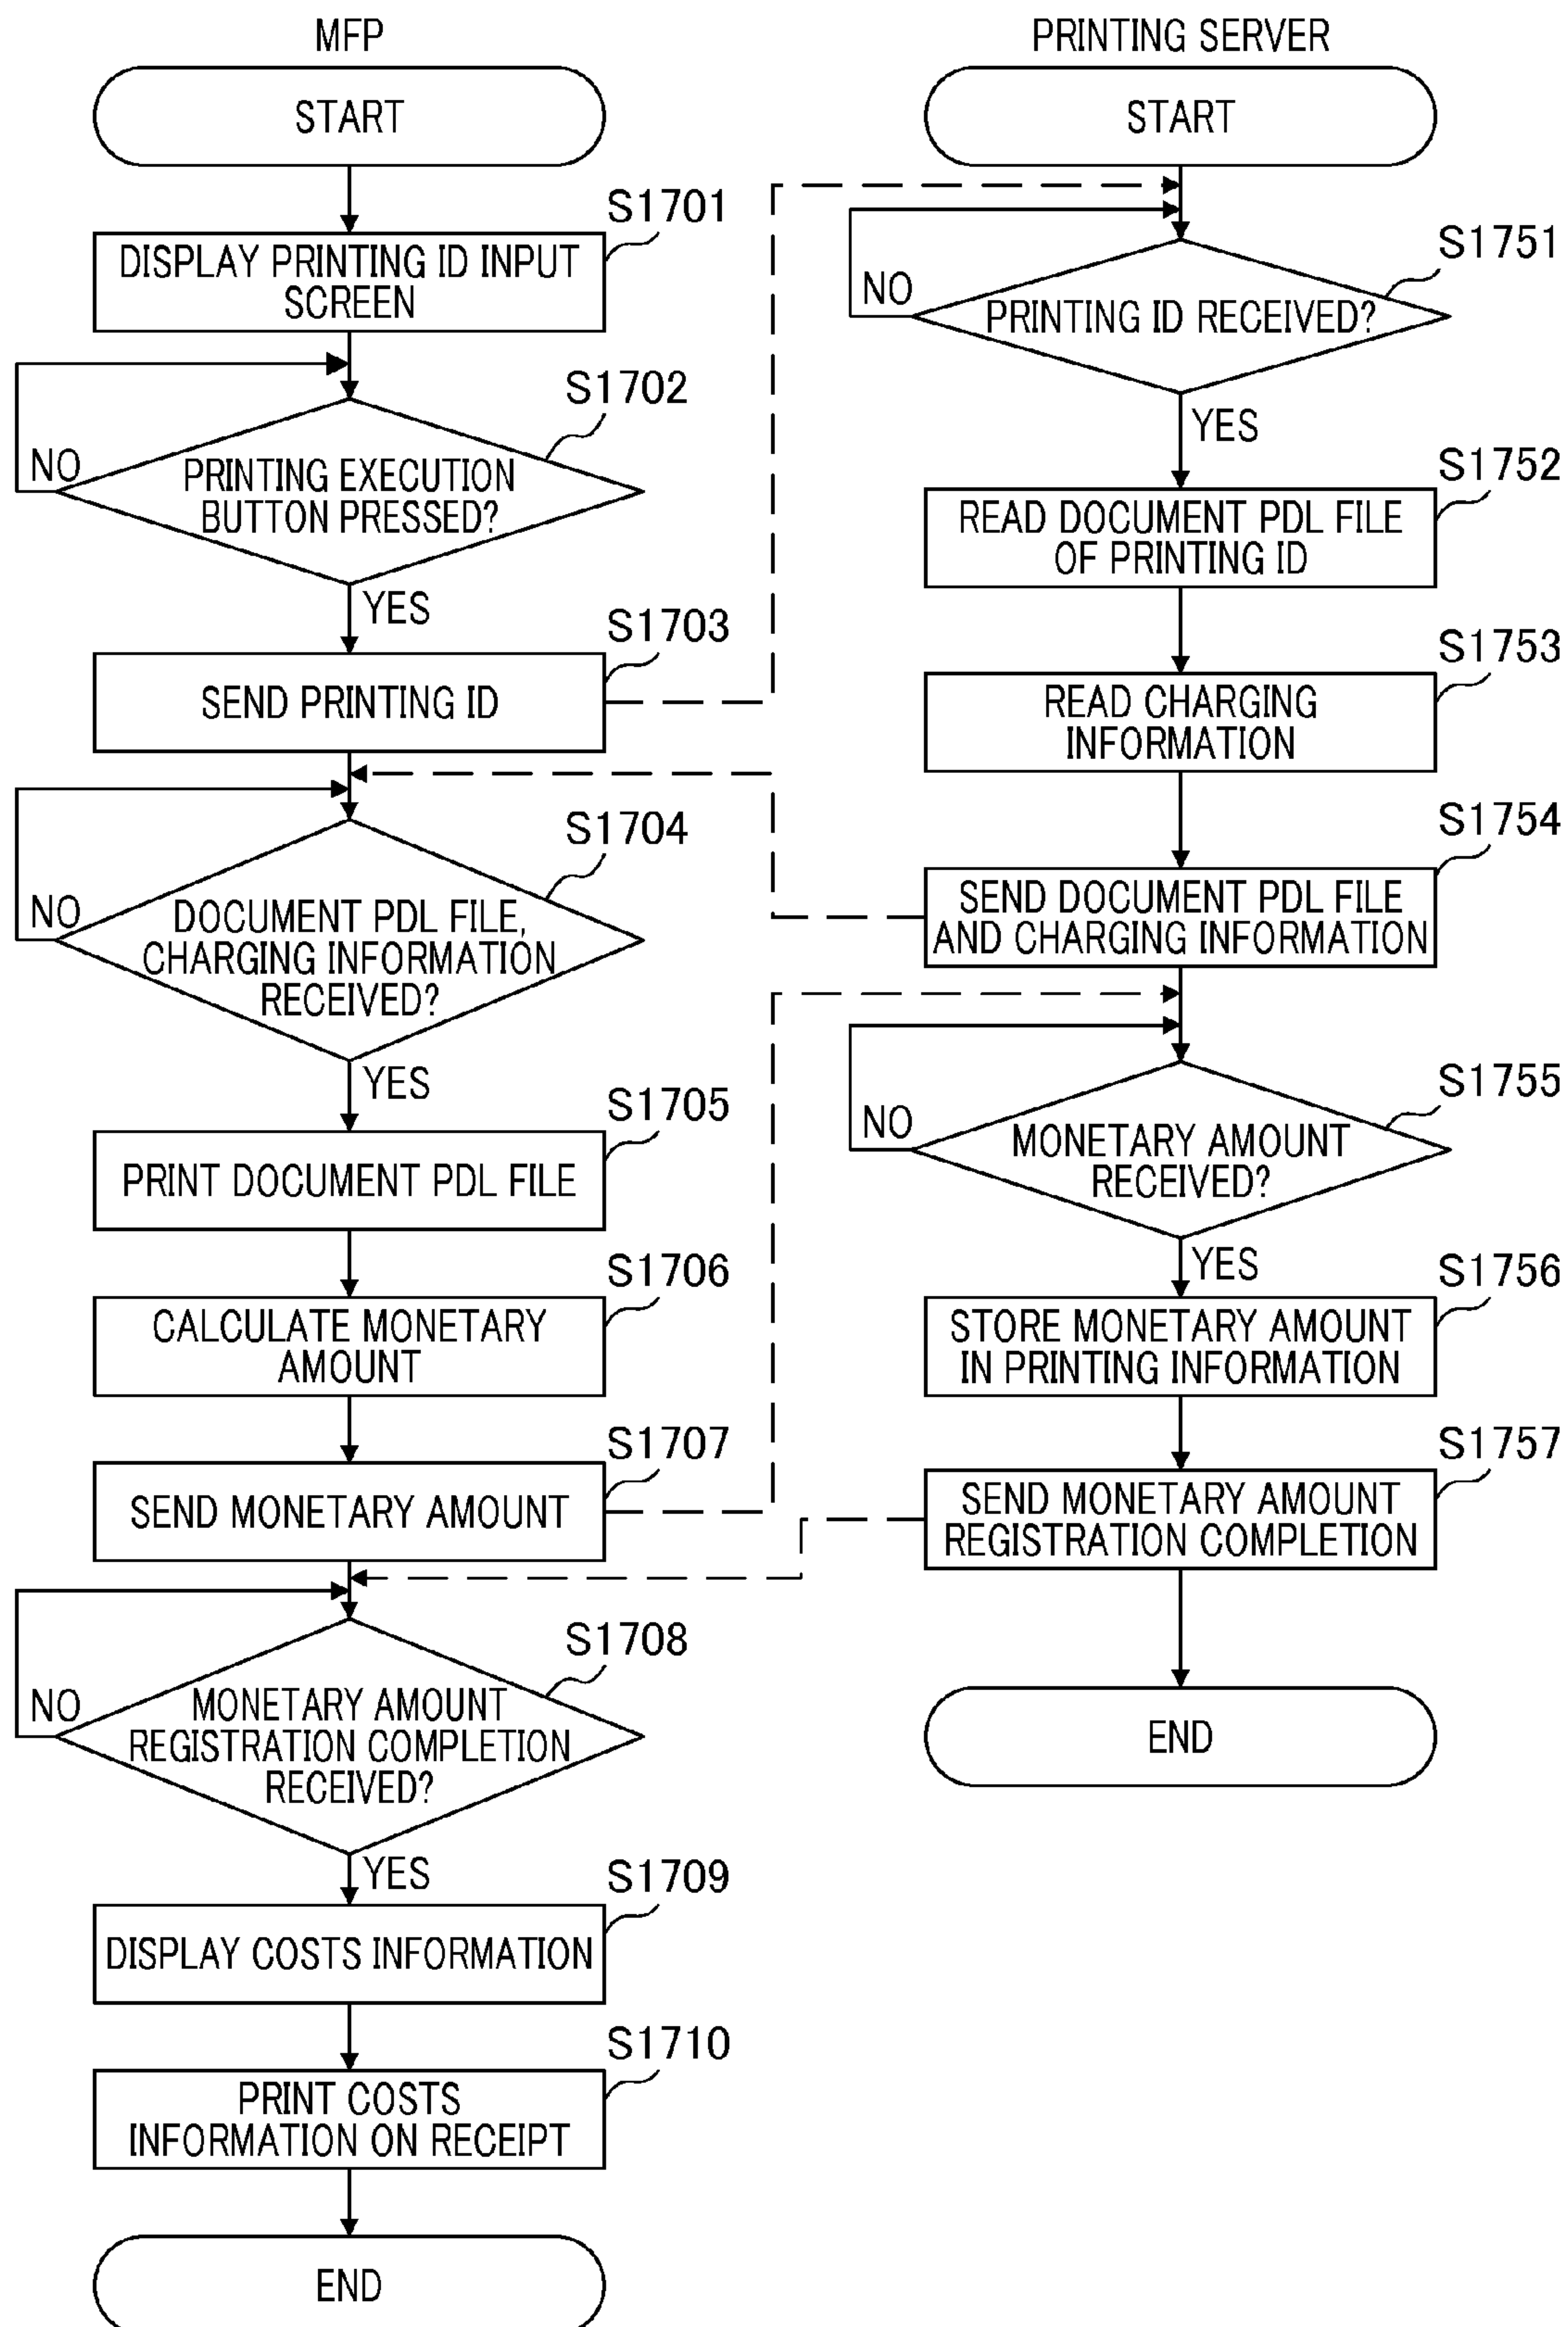 MFP
START
S1701
DISPLAY PRINTING ID INPUT
SCREEN
S1702
NO
PRINTING EXECUTION
BUTTON PRESSED?
YES
S1703
SEND PRINTING ID
S1704
NO
DOCUMENT PDL FILE,
CHARGING INFORMATION
RECEIVED?
YES
S1705
PRINT DOCUMENT PDL FILE
S1706
CALCULATE MONETARY
AMOUNT
S1707
SEND MONETARY AMOUNT
S1708
NO
MONETARY AMOUNT
REGISTRATION COMPLETION
RECEIVED?
YES
S1709
DISPLAY COSTS INFORMATION
S1710
PRINT COSTS
INFORMATION ON RECEIPT
END
PRINTING SERVER
START
S1751
NO
PRINTING ID RECEIVED?
YES
S1752
READ DOCUMENT PDL FILE
OF PRINTING ID
S1753
READ CHARGING
INFORMATION
S1754
SEND DOCUMENT PDL FILE
AND CHARGING INFORMATION
S1755
NO
MONETARY AMOUNT
RECEIVED?
YES
S1756
STORE MONETARY AMOUNT
IN PRINTING INFORMATION
S1757
SEND MONETARY AMOUNT
REGISTRATION COMPLETION
END